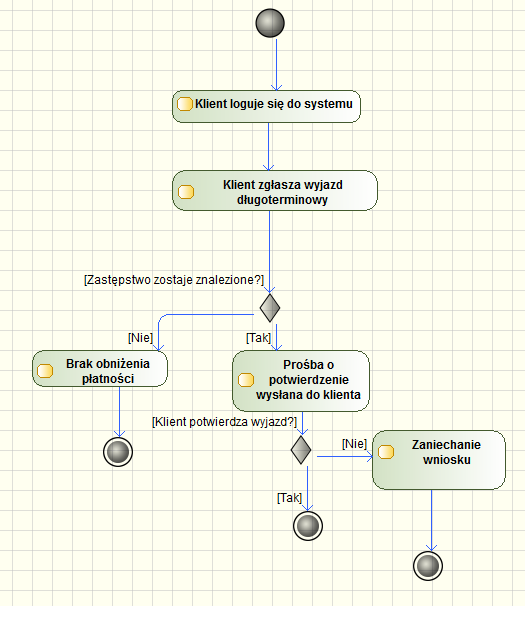 Klient loguje się do systemu
Klient zgłasza wyjazd
długoterminowy
[Zastępstwo zostaje znalezione?]
[Nie]
[Tak]
Brak obniżenia
płatności
Prośba o
potwierdzenie
wysłana do klienta
[Klient potwierdza wyjazd?]
[Nie]
Zaniechanie
wniosku
[Tak]